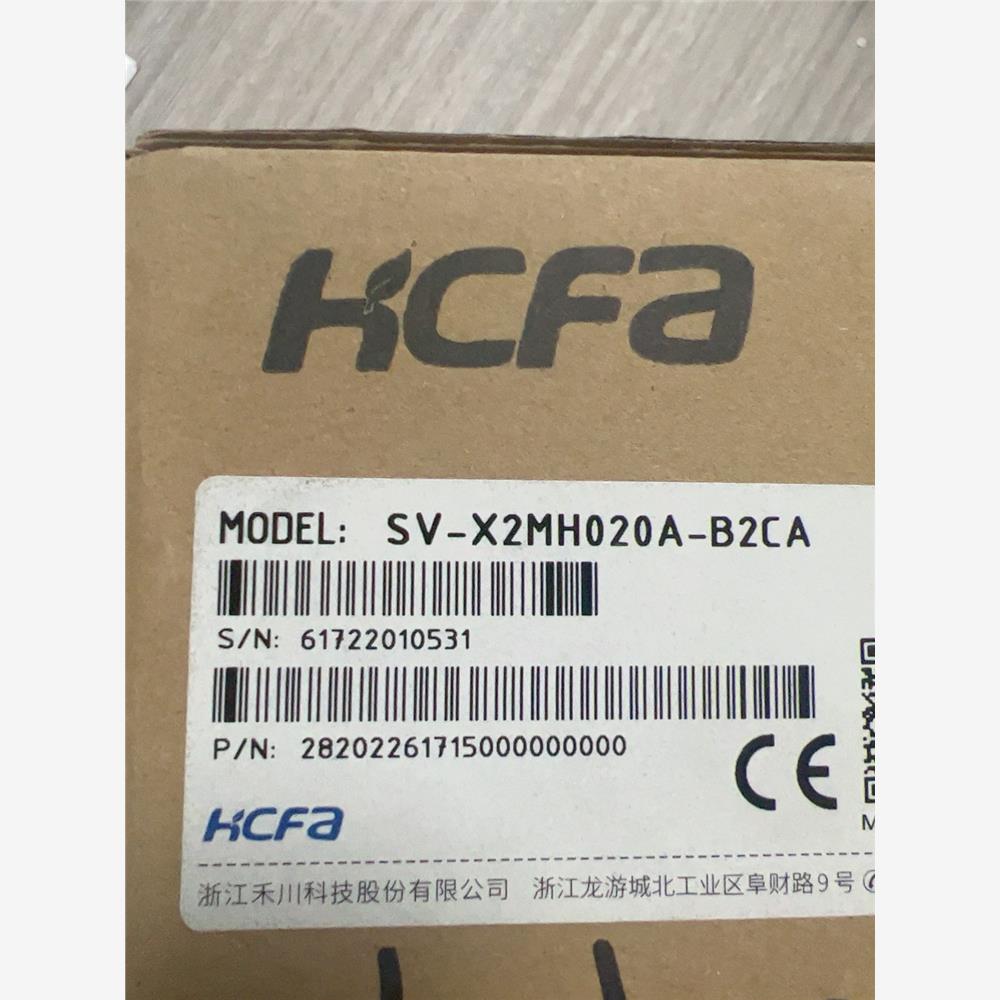 HCFA
MODEL: SV-X2MH020A-B2CA
S/N: 61722010531
P/N: 28202261715000000000
CE
HCFA
浙江禾川科技股份有限公司 浙江龙游城北工业区阜财路9号